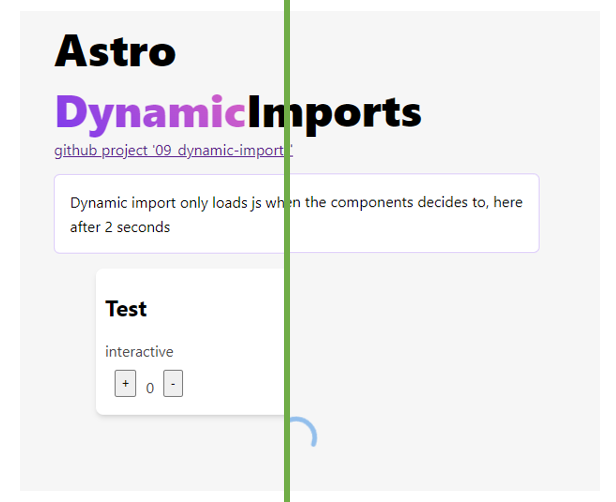 Astro
DynamicImports
github project '09_dynamic-import'
Dynamic import only loads js when the components decides to, here
after 2 seconds
Test
interactive
+ 0 -